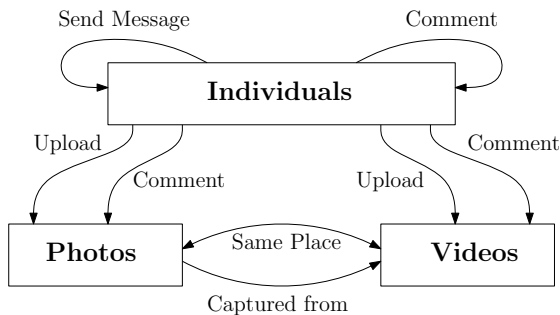 Send Message
Comment
Individuals
Upload
Comment
Comment
Upload
Same Place
Photos
Videos
Captured from